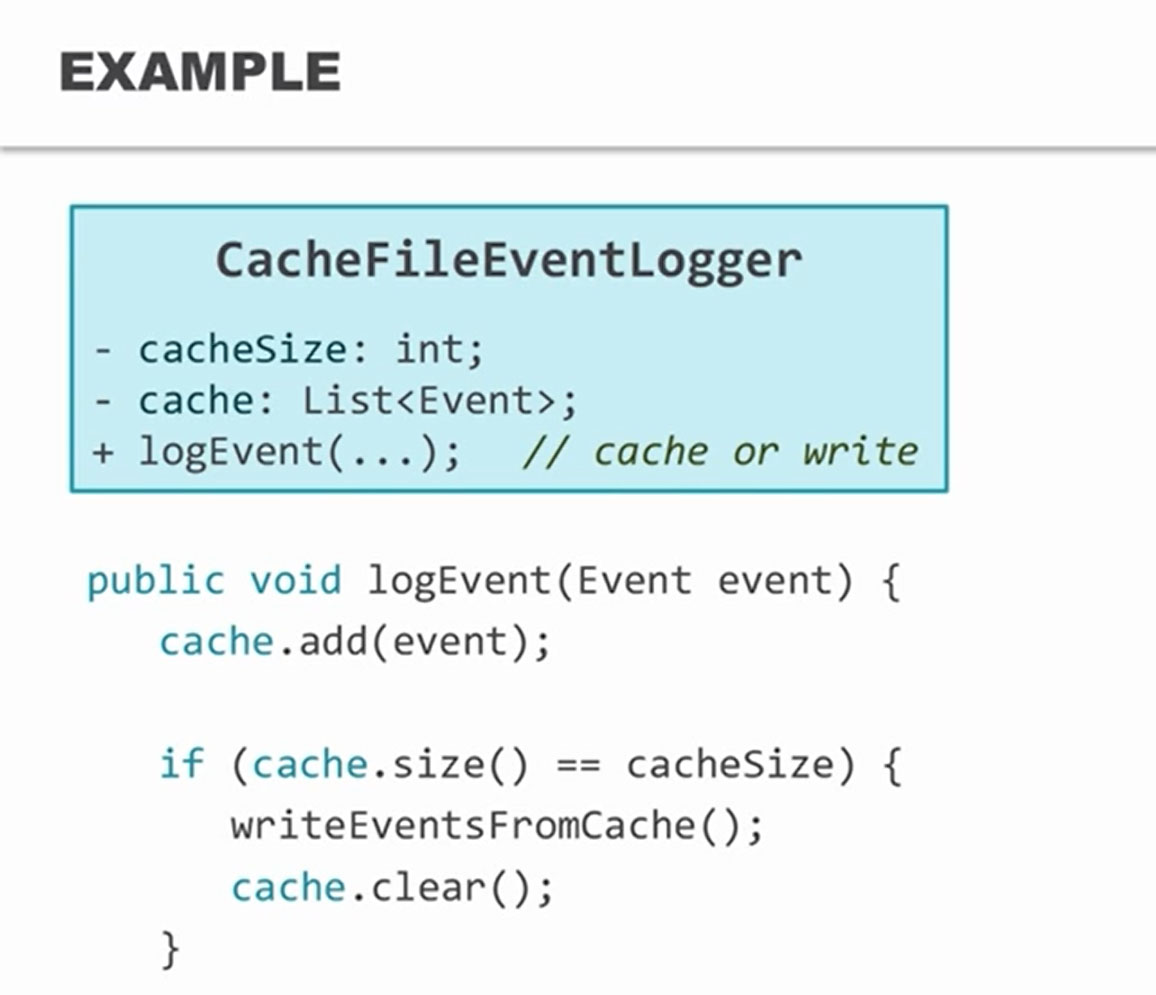 EXAMPLE
CacheFileEventLogger
- cacheSize: int;
- cache: List<Event>;
+ logEvent(...); // cache or write
public void logEvent(Event event) {
cache.add(event);
if (cache.size() == cacheSize) {
writeEventsFromCache();
cache.clear();
}